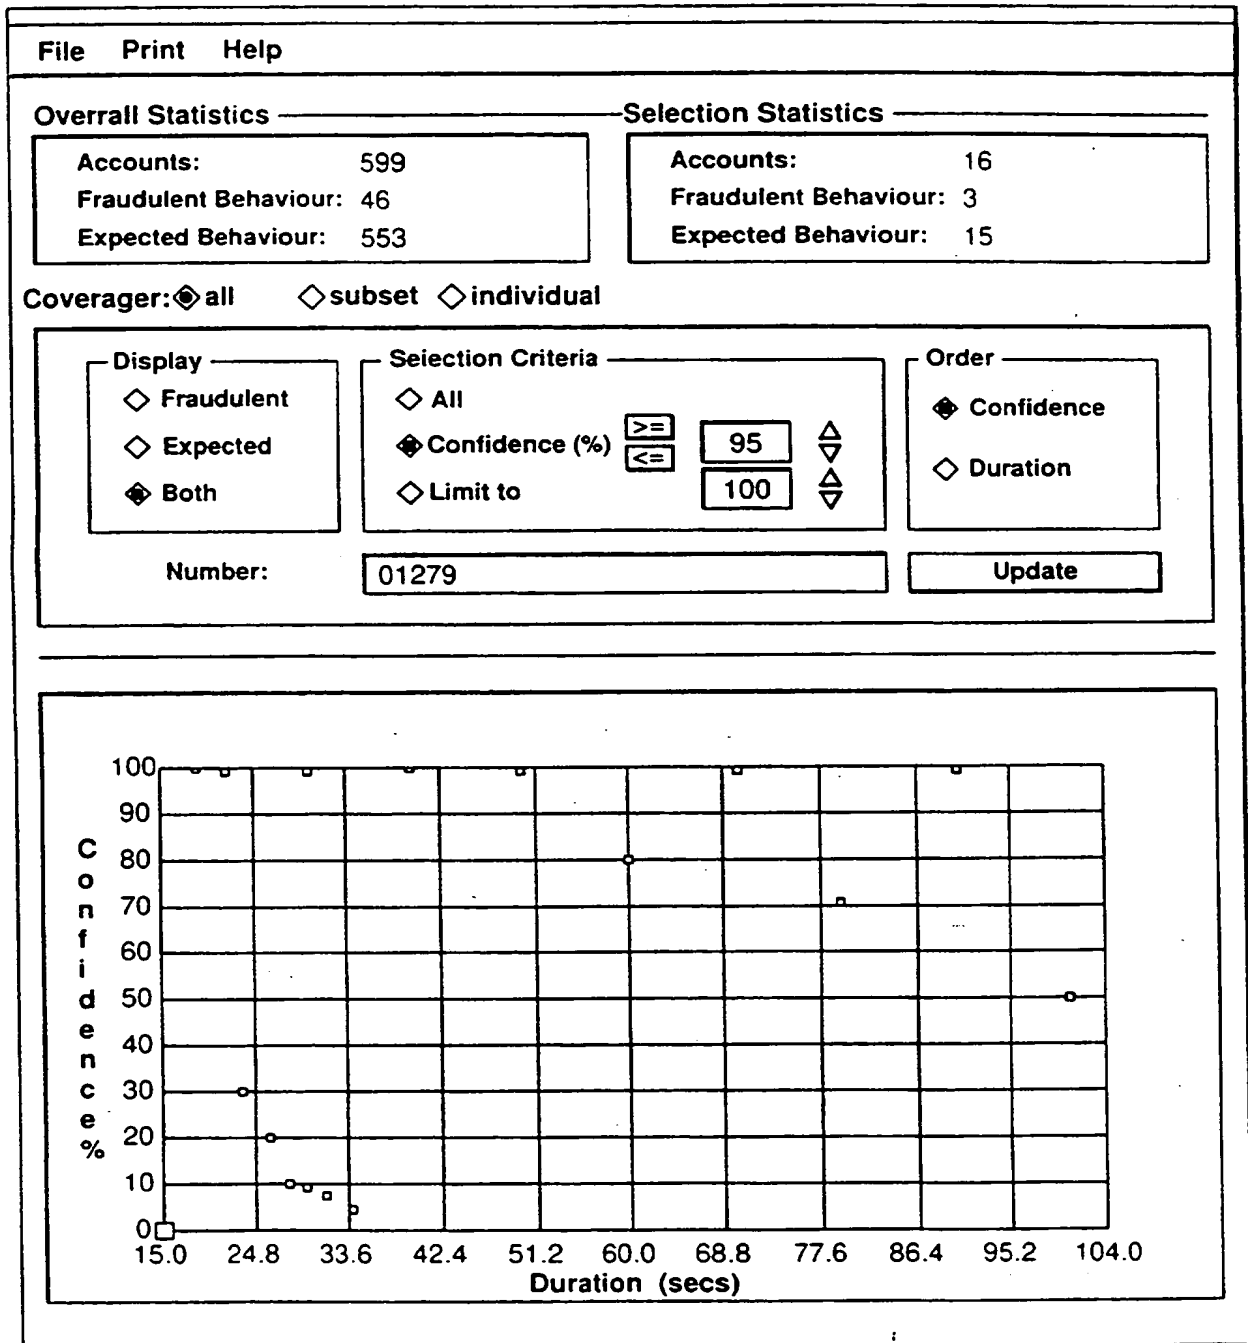 File Print Help
Overrall Statistics
Selection Statistics
Accounts: 599
Fraudulent Behaviour: 46
Expected Behaviour: 553
Accounts: 16
Fraudulent Behaviour: 3
Expected Behaviour: 15
Coverager: all subset individual
Display
Fraudulent
Expected
Both
Selection Criteria
All
Confidence (%) >= 95
<=
Limit to 100
Order
Confidence
Duration
Number: 01279 Update
100
90
80
70
60
50
40
30
20
10
0
Confidence %
15.0 24.8 33.6 42.4 51.2 60.0 68.8 77.6 86.4 95.2 104.0
Duration (secs)